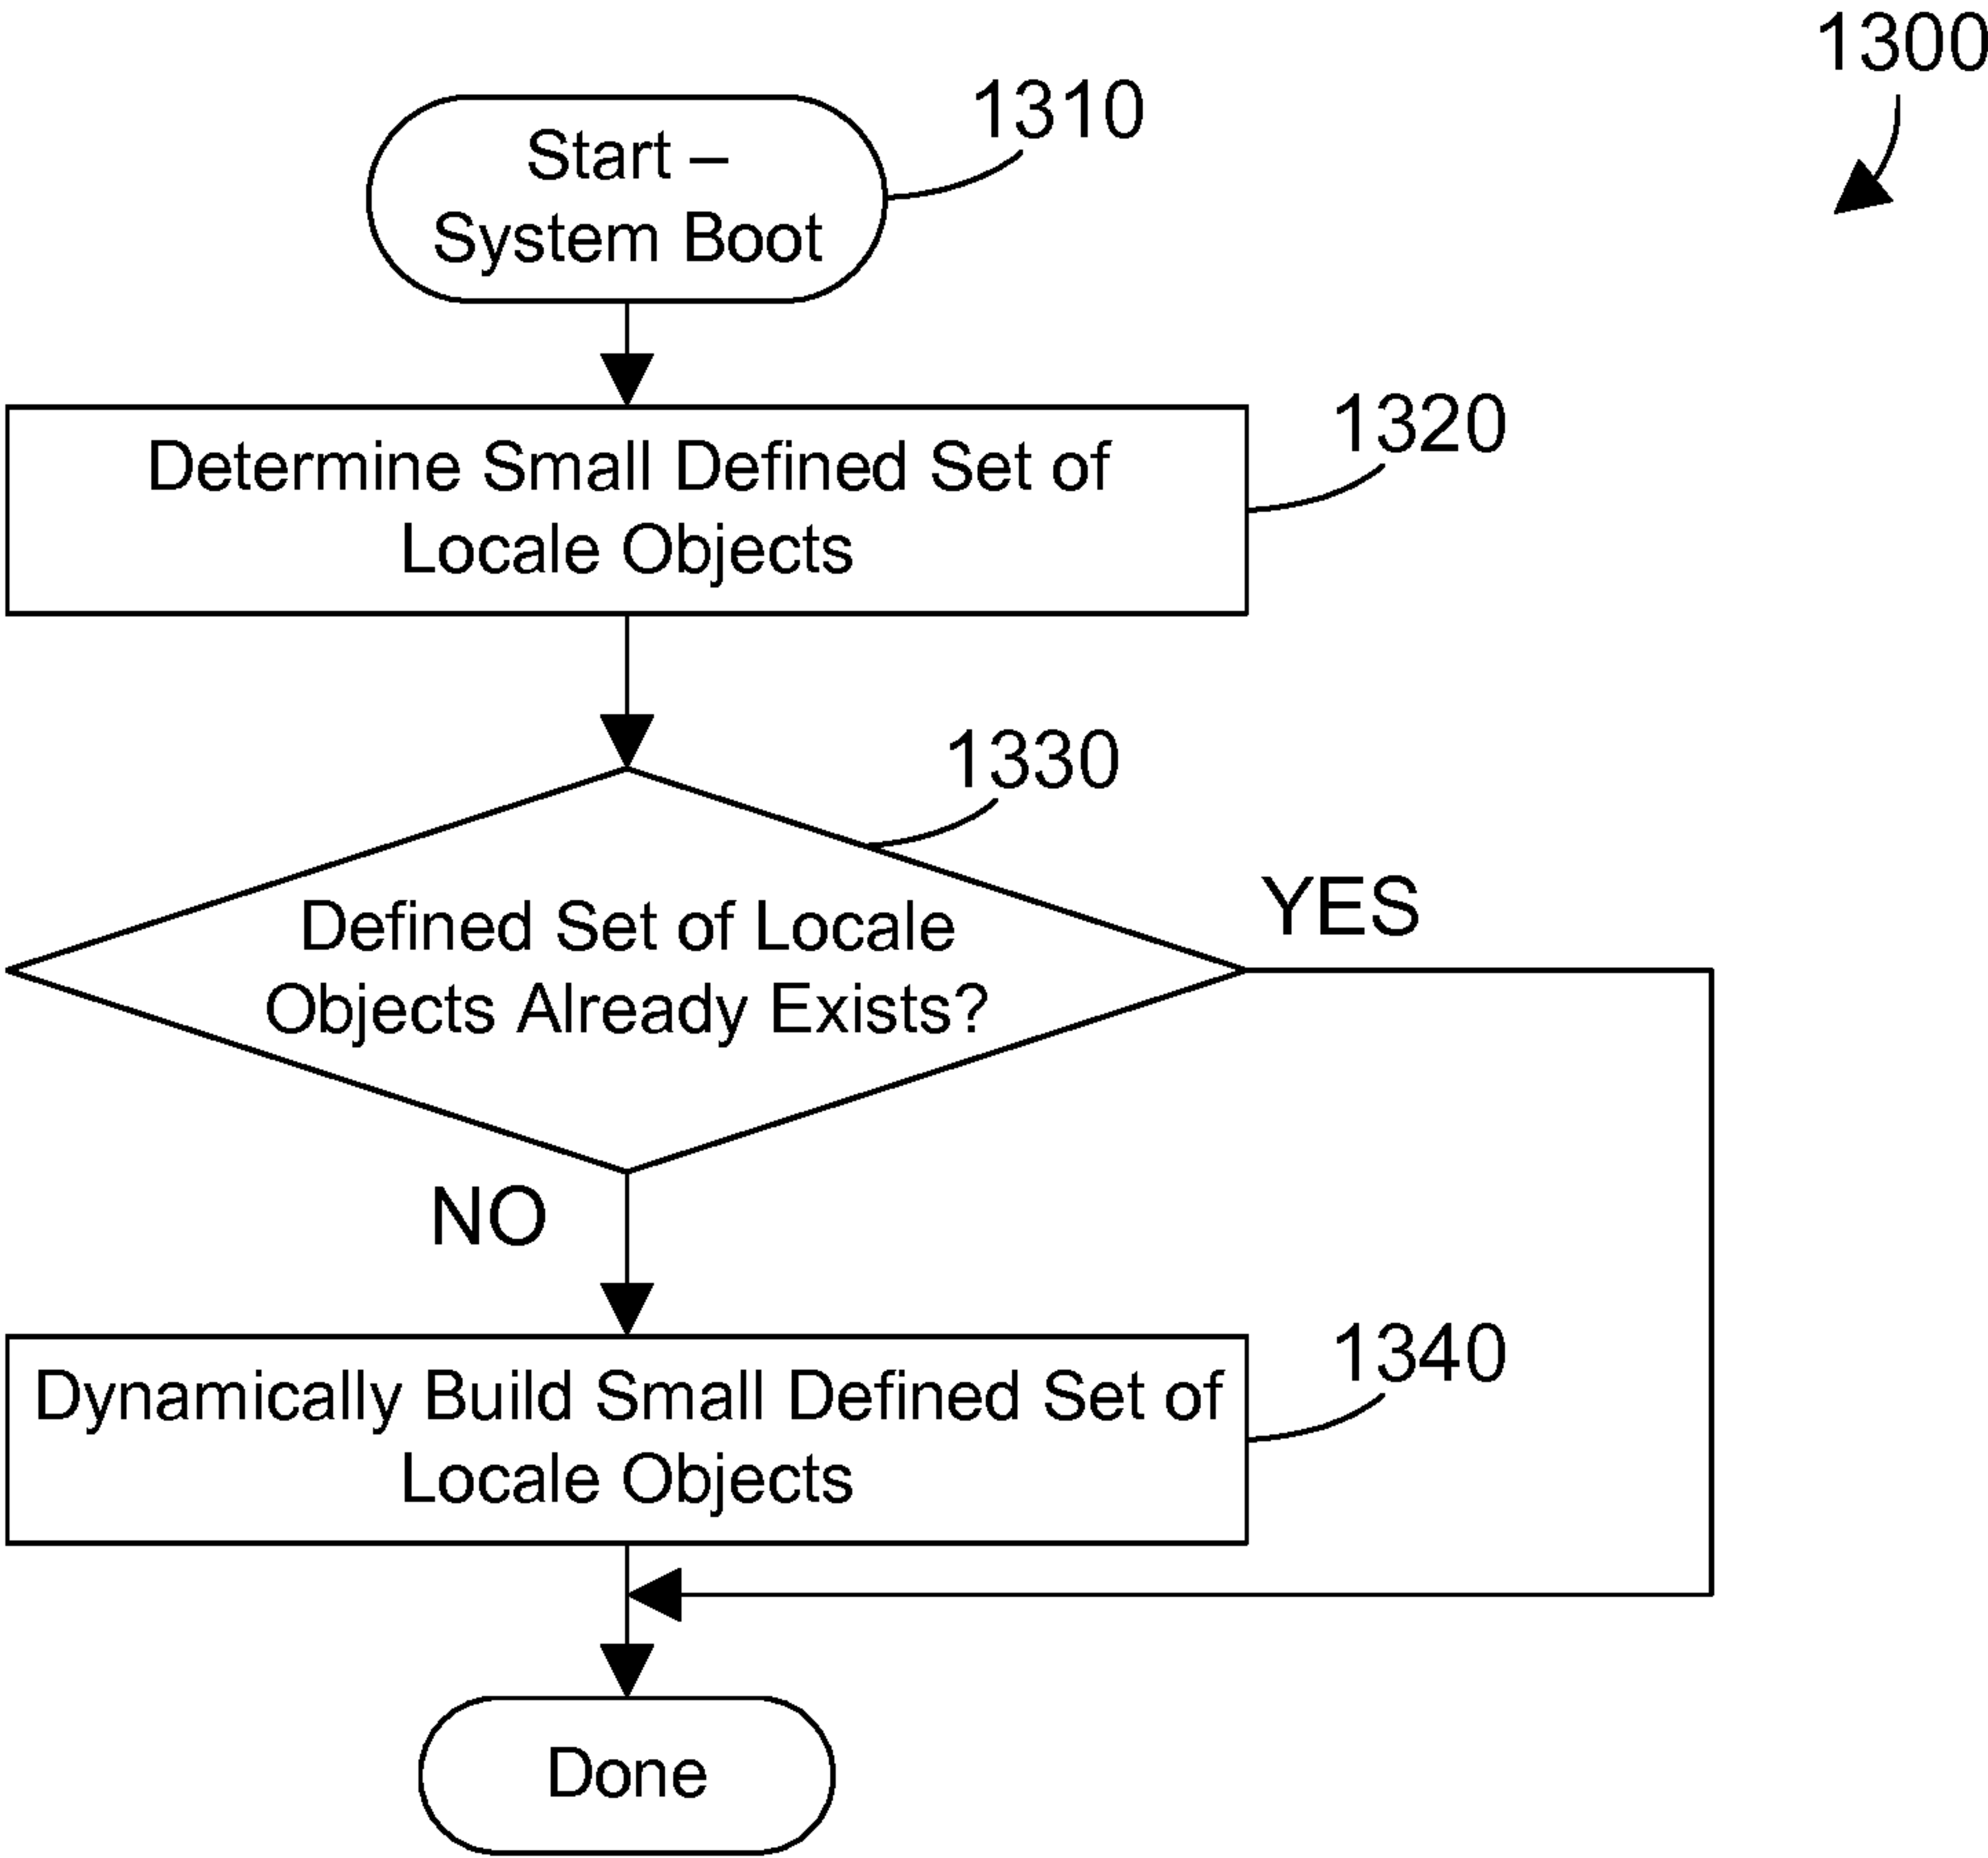 1300
Start –
System Boot
1310
Determine Small Defined Set of
Locale Objects
1320
1330
Defined Set of Locale
Objects Already Exists?
YES
NO
Dynamically Build Small Defined Set of
Locale Objects
1340
Done